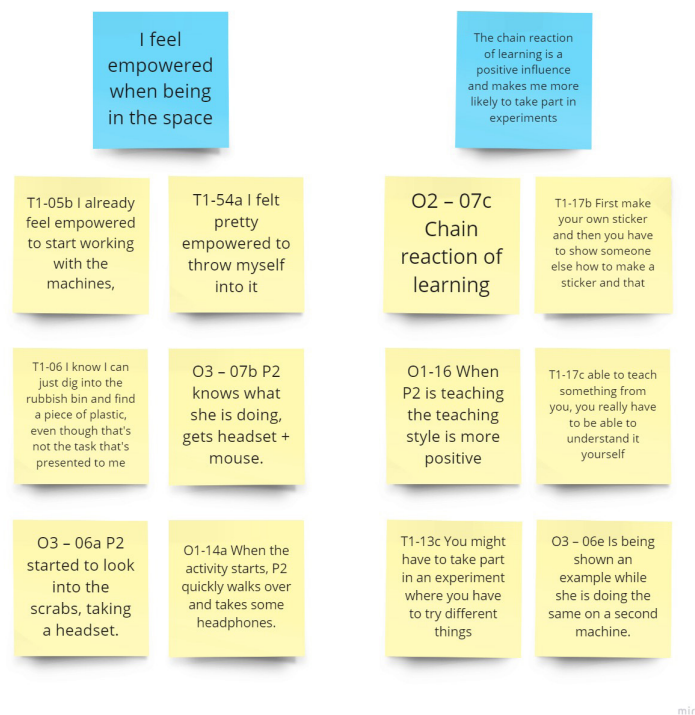 I feel
empowered
when being
in the space
The chain reaction
of learning is a
positive influence
and makes me more
likely to take part in
experiments
T1-05b I already
feel empowered
to start working
with the
machines,
T1-54a I felt
pretty
empowered to
throw myself
into it
O2 – 07c
Chain
reaction of
learning
T1-17b First make
your own sticker
and then you have
to show someone
else how to make a
sticker and that
T1-06 I know I can
just dig into the
rubbish bin and find
a piece of plastic,
even though that's
not the task that's
presented to me
O3 – 07b P2
knows what
she is doing,
gets headset +
mouse.
O1-16 When
P2 is teaching
the teaching
style is more
positive
T1-17c able to teach
something from
you, you really have
to be able to
understand it
yourself
O3 – 06a P2
started to look
into the
scrabs, taking
a headset.
O1-14a When the
activity starts, P2
quickly walks over
and takes some
headphones.
T1-13c You might
have to take part
in an experiment
where you have
to try different
things
O3 – 06e Is being
shown an
example while
she is doing the
same on a second
machine.